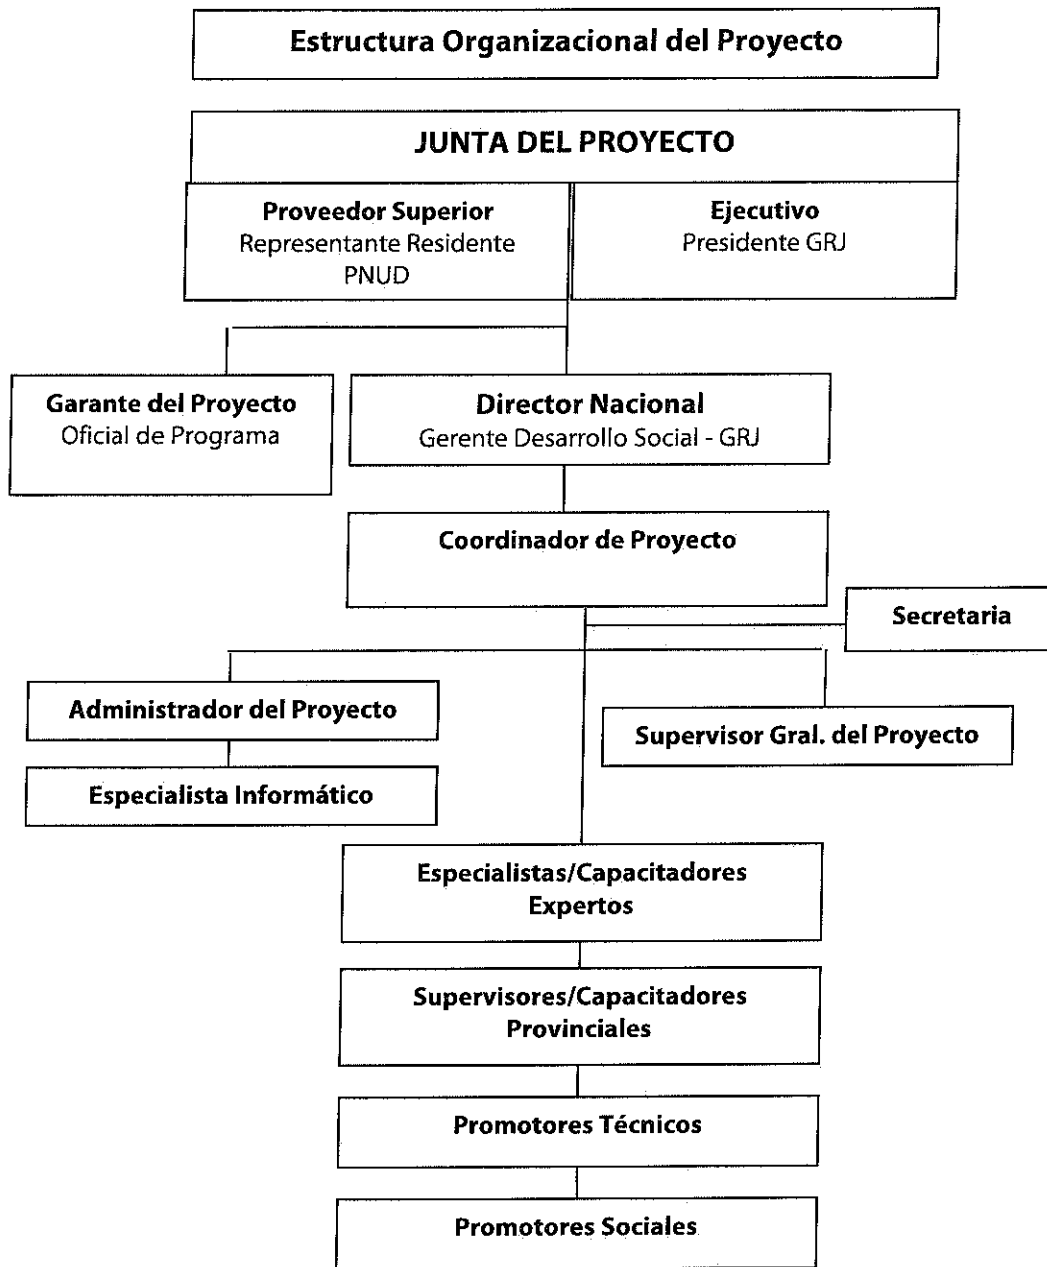 Estructura Organizacional del Proyecto
JUNTA DEL PROYECTO
Proveedor Superior
Representante Residente
PNUD
Ejecutivo
Presidente GRJ
Garante del Proyecto
Oficial de Programa
Director Nacional
Gerente Desarrollo Social - GRJ
Coordinador de Proyecto
Secretaria
Administrador del Proyecto
Supervisor Gral. del Proyecto
Especialista Informático
Especialistas/Capacitadores
Expertos
Supervisores/Capacitadores
Provinciales
Promotores Técnicos
Promotores Sociales